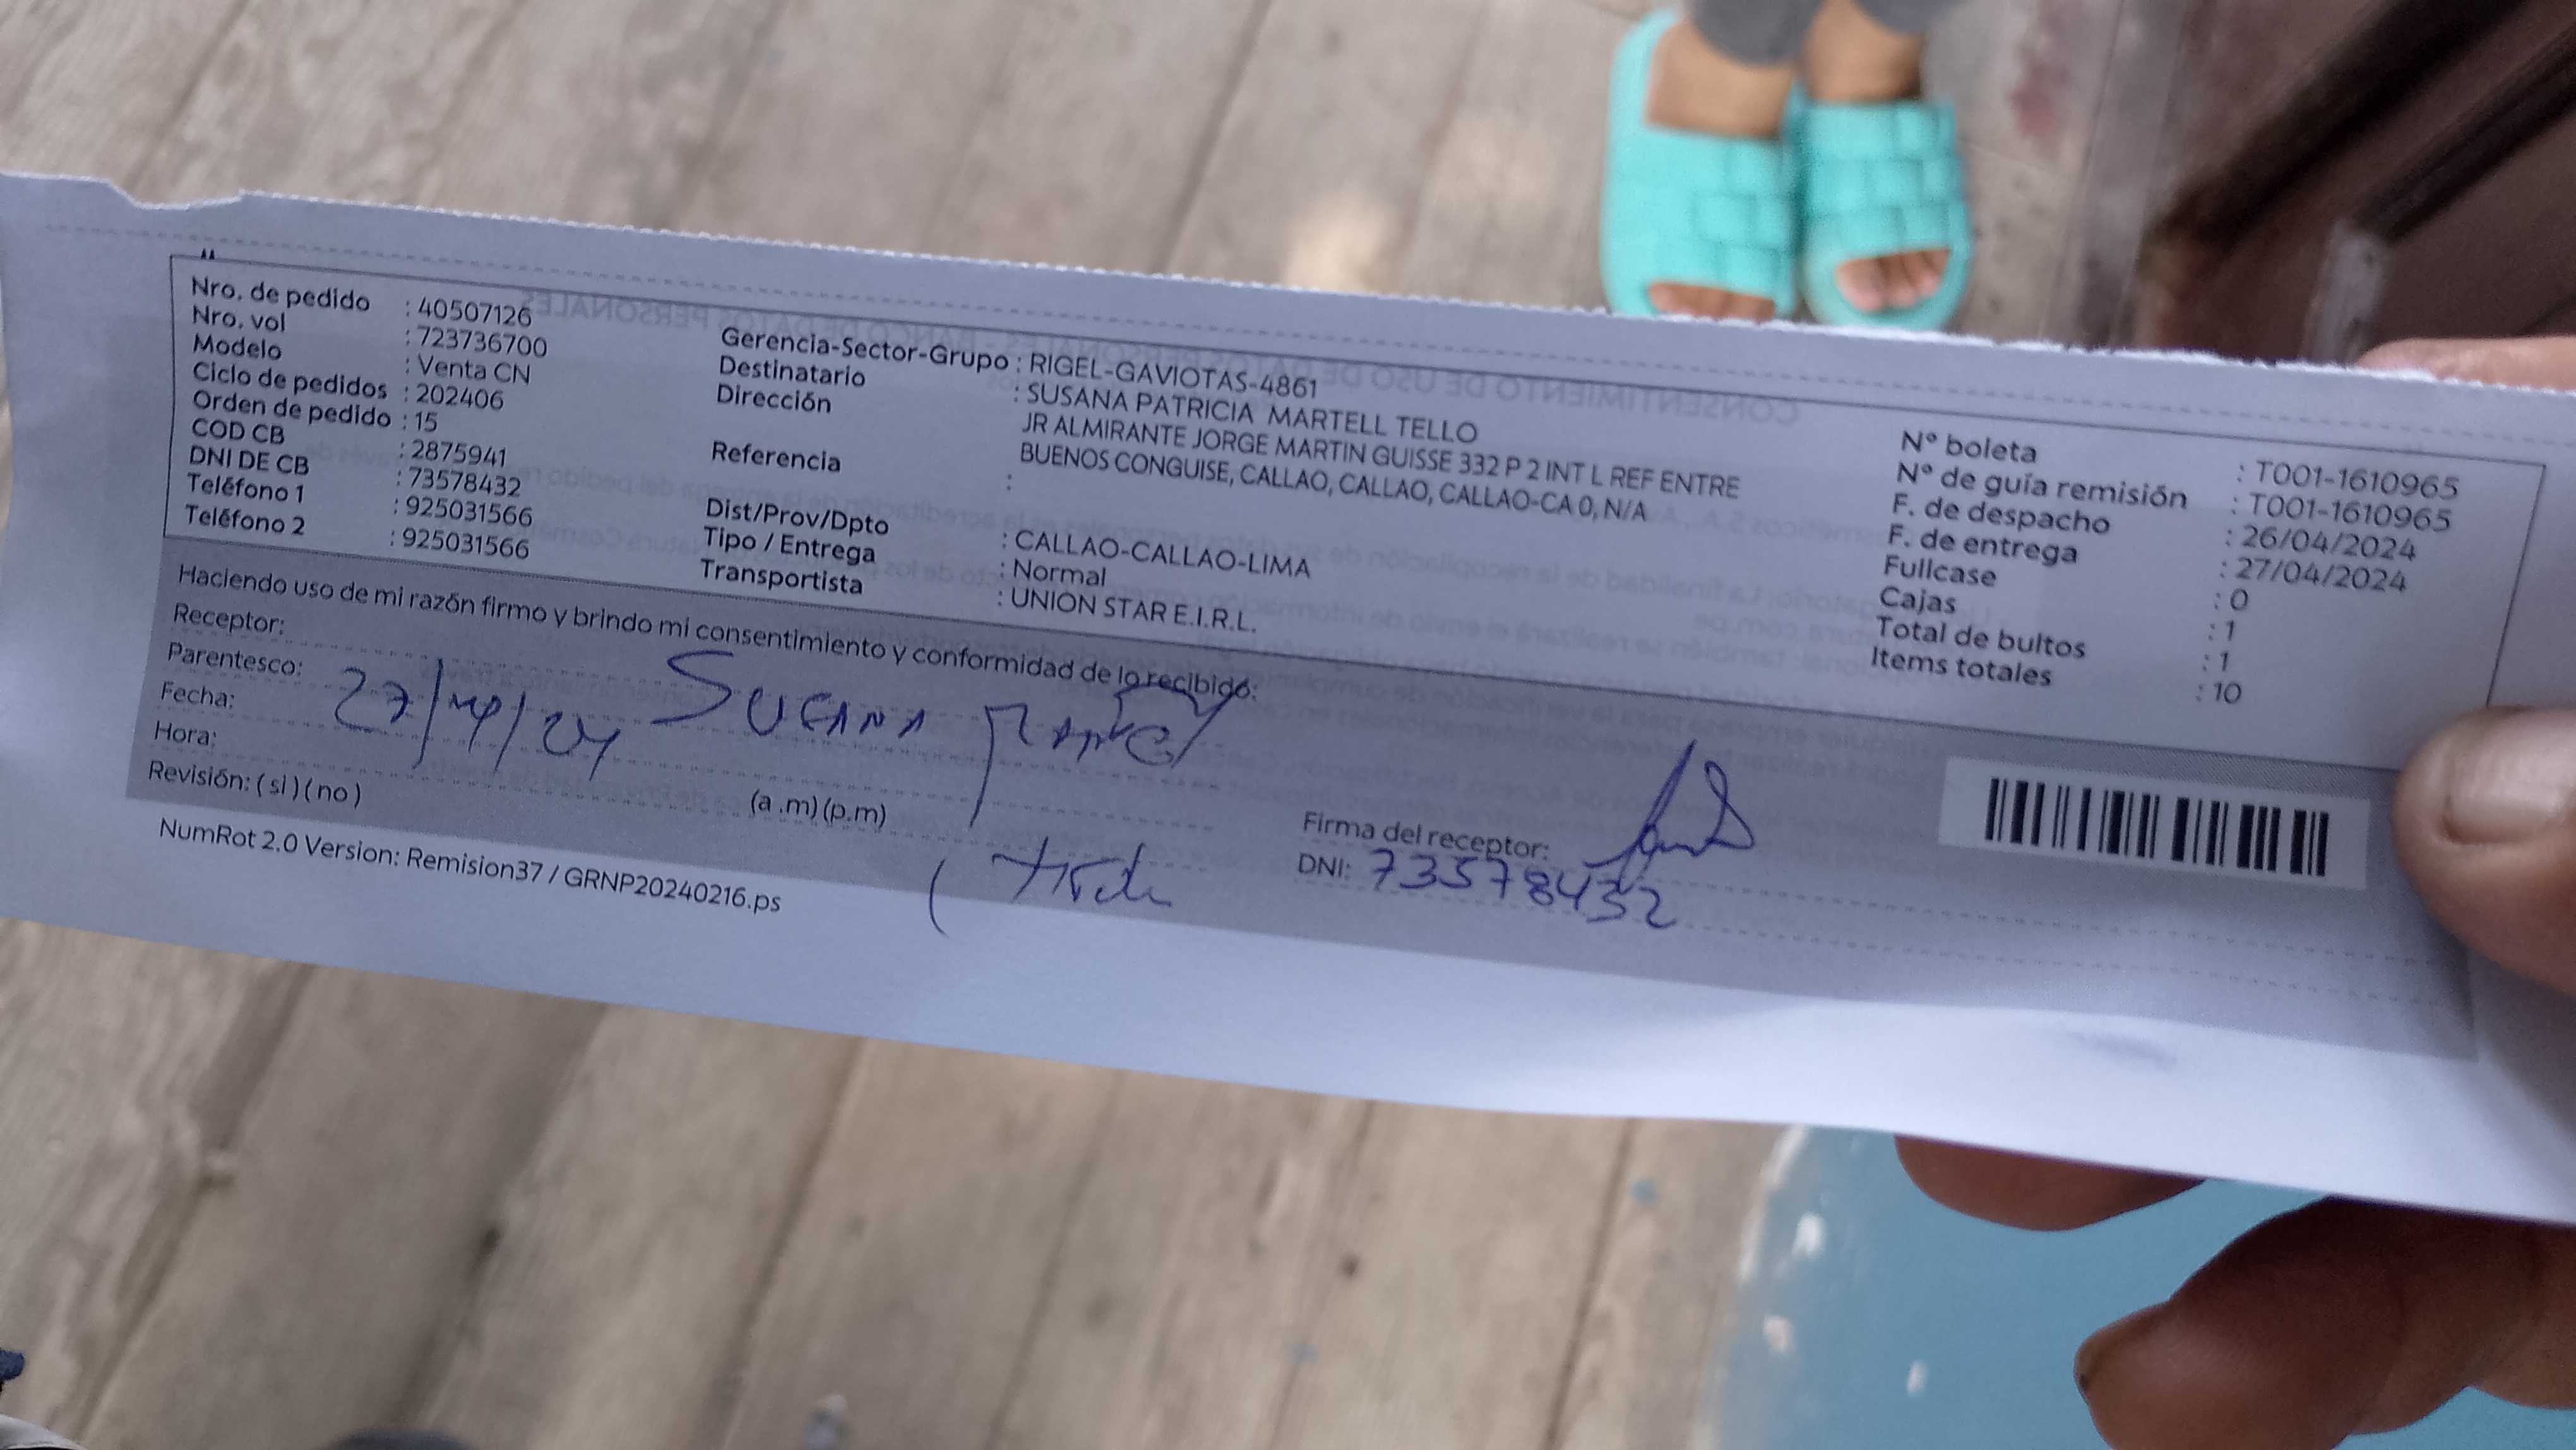 Nro. de pedido : 40507126
Nro. vol : 723736700
Modelo : Venta CN
Ciclo de pedidos : 202406
Orden de pedido : 15
COD CB : 2875941
DNI DE CB : 73578432
Teléfono 1 : 925031566
Teléfono 2 : 925031566
Gerencia-Sector-Grupo : RIGEL-GAVIOTAS-4861
Destinatario : SUSANA PATRICIA MARTELL TELLO
Dirección JR ALMIRANTE JORGE MARTIN GUISSE 332 P 2 INT L REF ENTRE
BUENOS CONGUISE, CALLAO, CALLAO, CALLAO-CA 0, N/A
Referencia :
Dist/Prov/Dpto : CALLAO-CALLAO-LIMA
Tipo / Entrega : Normal
Transportista : UNION STAR E.I.R.L.
N° boleta : T001-1610965
N° de guía remisión : T001-1610965
F. de despacho : 26/04/2024
F. de entrega : 27/04/2024
Fullcase : 0
Cajas : 1
Total de bultos : 1
Items totales : 10
Haciendo uso de mi razón firmo y brindo mi consentimiento y conformidad de lo recibido:
Receptor:
Parentesco: SUSANA
Fecha: 27/04/24
Hora: (a .m) (p.m)
Revisión: ( si ) ( no )
Firma del receptor:
DNI: 73578432
NumRot 2.0 Version: Remision37 / GRNP20240216.ps